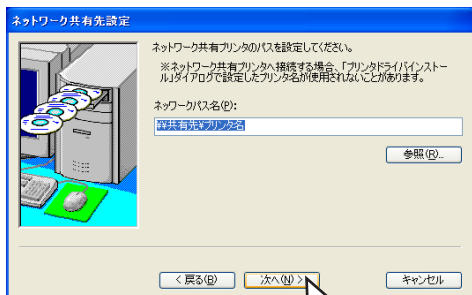 ネットワーク共有先設定
ネットワーク共有プリンタのパスを設定してください。
※ネットワーク共有プリンタへ接続する場合、「プリンタドライバインストー
ル」ダイアログで設定したプリンタ名が使用されないことがあります。
ネッワークパス名(P):
¥¥共有先¥プリンタ名
参照(R)...
< 戻る(B)
次へ(N) >
キャンセル